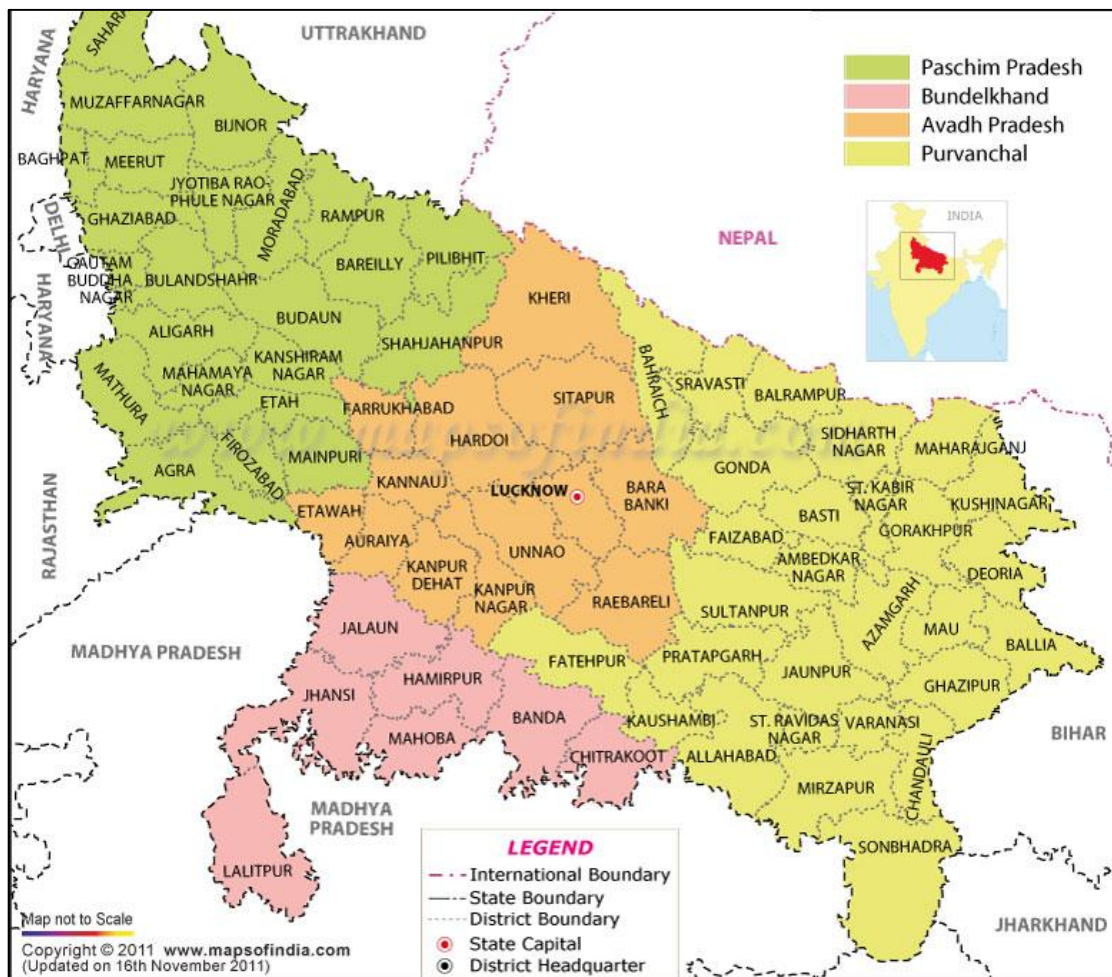 UTTRAKHAND
HARYANA
SAHARA
MUZAFFARNAGAR
BIJNOR
BAGHPAT
MEERUT
JYOTIBA RAO-
PHULE NAGAR
MORADABAD
RAMPUR
GHAZIABAD
DELHI
GAUTAM
BUDDHA
NAGAR
BULANDSHAHR
BAREILLY
PILIBHIT
HARYANA
BUDAUN
ALIGARH
SHAHJAHANPUR
KANSHIRAM
NAGAR
MAHAMAYA
NAGAR
MATHURA
ETAH
FIROZABAD
MAINPURI
AGRA
RAJASTHAN
Paschim Pradesh
Bundelkhand
Avadh Pradesh
Purvanchal
INDIA
NEPAL
KHERI
SITAPUR
FARRUKHABAD
HARDOI
www.mapsofindia.co
KANNAUJ
LUCKNOW
BARA
BANKI
ETAWAH
AURAIYA
UNNAO
KANPUR
DEHAT
KANPUR
NAGAR
RAEBARELI
BAHRAICH
SRAVASTI
BALRAMPUR
SIDHARTH
NAGAR
MAHARAJGANJ
GONDA
ST. KABIR
NAGAR
KUSHINAGAR
BASTI
GORAKHPUR
FAIZABAD
AMBEDKAR
NAGAR
DEORIA
SULTANPUR
AZAMGARH
MAU
BALLIA
FATEHPUR
PRATAPGARH
JAUNPUR
GHAZIPUR
KAUSHAMBI
ST. RAVIDAS
NAGAR
VARANASI
ALLAHABAD
CHANDAULI
MIRZAPUR
SONBHADRA
BIHAR
JHARKHAND
MADHYA PRADESH
JALAUN
JHANSI
HAMIRPUR
BANDA
MAHOBA
CHITRAKOOT
MADHYA
PRADESH
LALITPUR
LEGEND
International Boundary
State Boundary
District Boundary
State Capital
District Headquarter
Map not to Scale
Copyright © 2011 www.mapsofindia.com
(Updated on 16th November 2011)